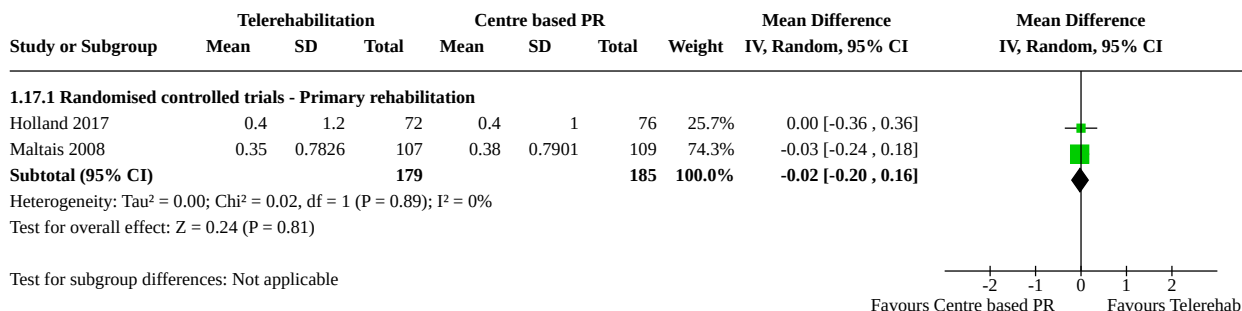 Telerehabilitation Centre based PR Mean Difference Mean Difference
Study or Subgroup Mean SD Total Mean SD Total Weight IV, Random, 95% CI IV, Random, 95% CI
1.17.1 Randomised controlled trials - Primary rehabilitation
Holland 2017 0.4 1.2 72 0.4 1 76 25.7% 0.00 [-0.36 , 0.36]
Maltais 2008 0.35 0.7826 107 0.38 0.7901 109 74.3% -0.03 [-0.24 , 0.18]
Subtotal (95% CI) 179 185 100.0% -0.02 [-0.20 , 0.16]
Heterogeneity: Tau² = 0.00; Chi² = 0.02, df = 1 (P = 0.89); I² = 0%
Test for overall effect: Z = 0.24 (P = 0.81)
Test for subgroup differences: Not applicable
-2 -1 0 1 2
Favours Centre based PR Favours Telerehab